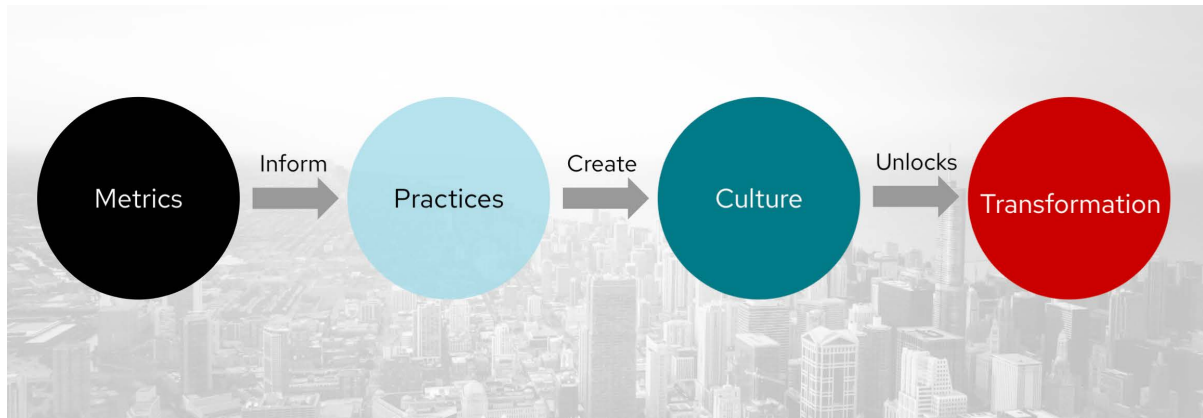 Metrics
Inform
Practices
Create
Culture
Unlocks
Transformation